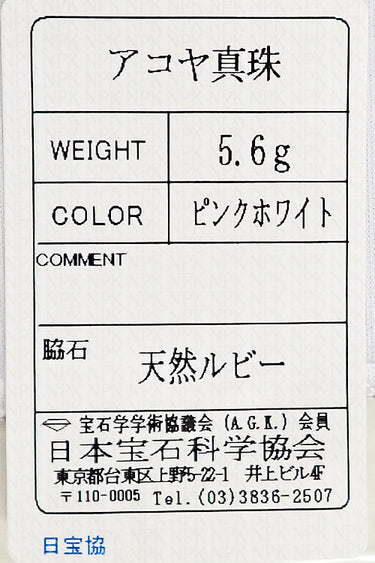 アコヤ真珠
WEIGHT 5.6g
COLOR ピンクホワイト
COMMENT
脇石 天然ルビー
宝石学学術協議会 (A.G.K.) 会員
日本宝石科学協会
東京都台東区上野5-22-1 井上ビル4F
〒110-0005 Tel.(03)3836-2507
日宝協